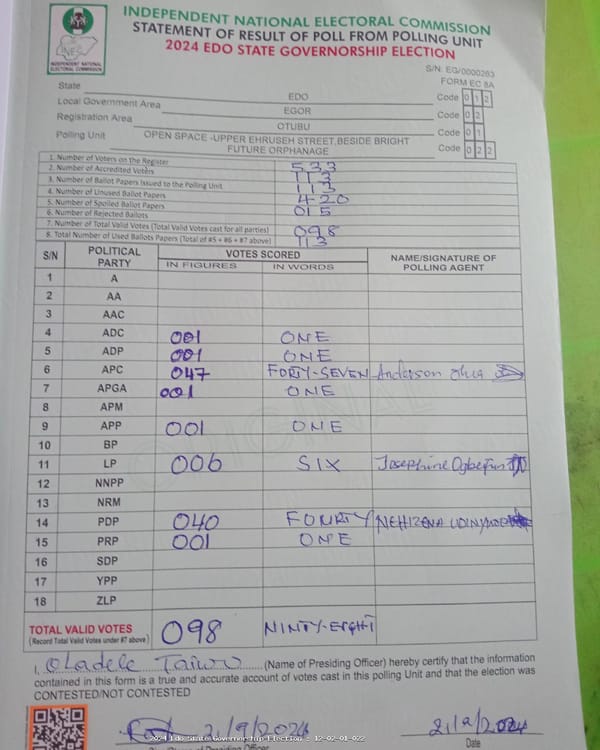 INDEPENDENT NATIONAL ELECTORAL COMMISSION
STATEMENT OF RESULT OF POLL FROM POLLING UNIT
2024 EDO STATE GOVERNORSHIP ELECTION
INEC
INDEPENDENT NATIONAL ELECTORAL COMMISSION
S/N: EG/0000263
FORM EC 8A
State EDO Code 0 1 2
Local Government Area EGOR Code 0 2
Registration Area OTUBU Code 0 1
Polling Unit OPEN SPACE -UPPER EHRUSEH STREET,BESIDE BRIGHT FUTURE ORPHANAGE Code 0 2 2
1. Number of Voters on the Register 533
2. Number of Accredited Voters 113
3. Number of Ballot Papers Issued to the Polling Unit 113
4. Number of Unused Ballot Papers 420
5. Number of Spoiled Ballot Papers 015
6. Number of Rejected Ballots
7. Number of Total Valid Votes (Total Valid Votes cast for all parties) 098
8. Total Number of Used Ballots Papers (Total of #5 + #6 + #7 above) 113
S/N POLITICAL PARTY VOTES SCORED NAME/SIGNATURE OF POLLING AGENT
IN FIGURES IN WORDS
1 A
2 AA
3 AAC
4 ADC 001 ONE
5 ADP 001 ONE
6 APC 047 FORTY-SEVEN Anderson
7 APGA 001 ONE
8 APM
9 APP 001 ONE
10 BP
11 LP 006 SIX Josephine
12 NNPP
13 NRM
14 PDP 040 FOURTY NEHIZENA
15 PRP 001 ONE
16 SDP
17 YPP
18 ZLP
TOTAL VALID VOTES 098 NINTY-EIGHT
(Record Total Valid Votes under #7 above)
I, Oladele Taiwo (Name of Presiding Officer) hereby certify that the information
contained in this form is a true and accurate account of votes cast in this polling Unit and that the election was
CONTESTED/NOT CONTESTED
21/9/2024 21/9/2024
2024 Edo State Governorship Election : 12-02-01-022
Date